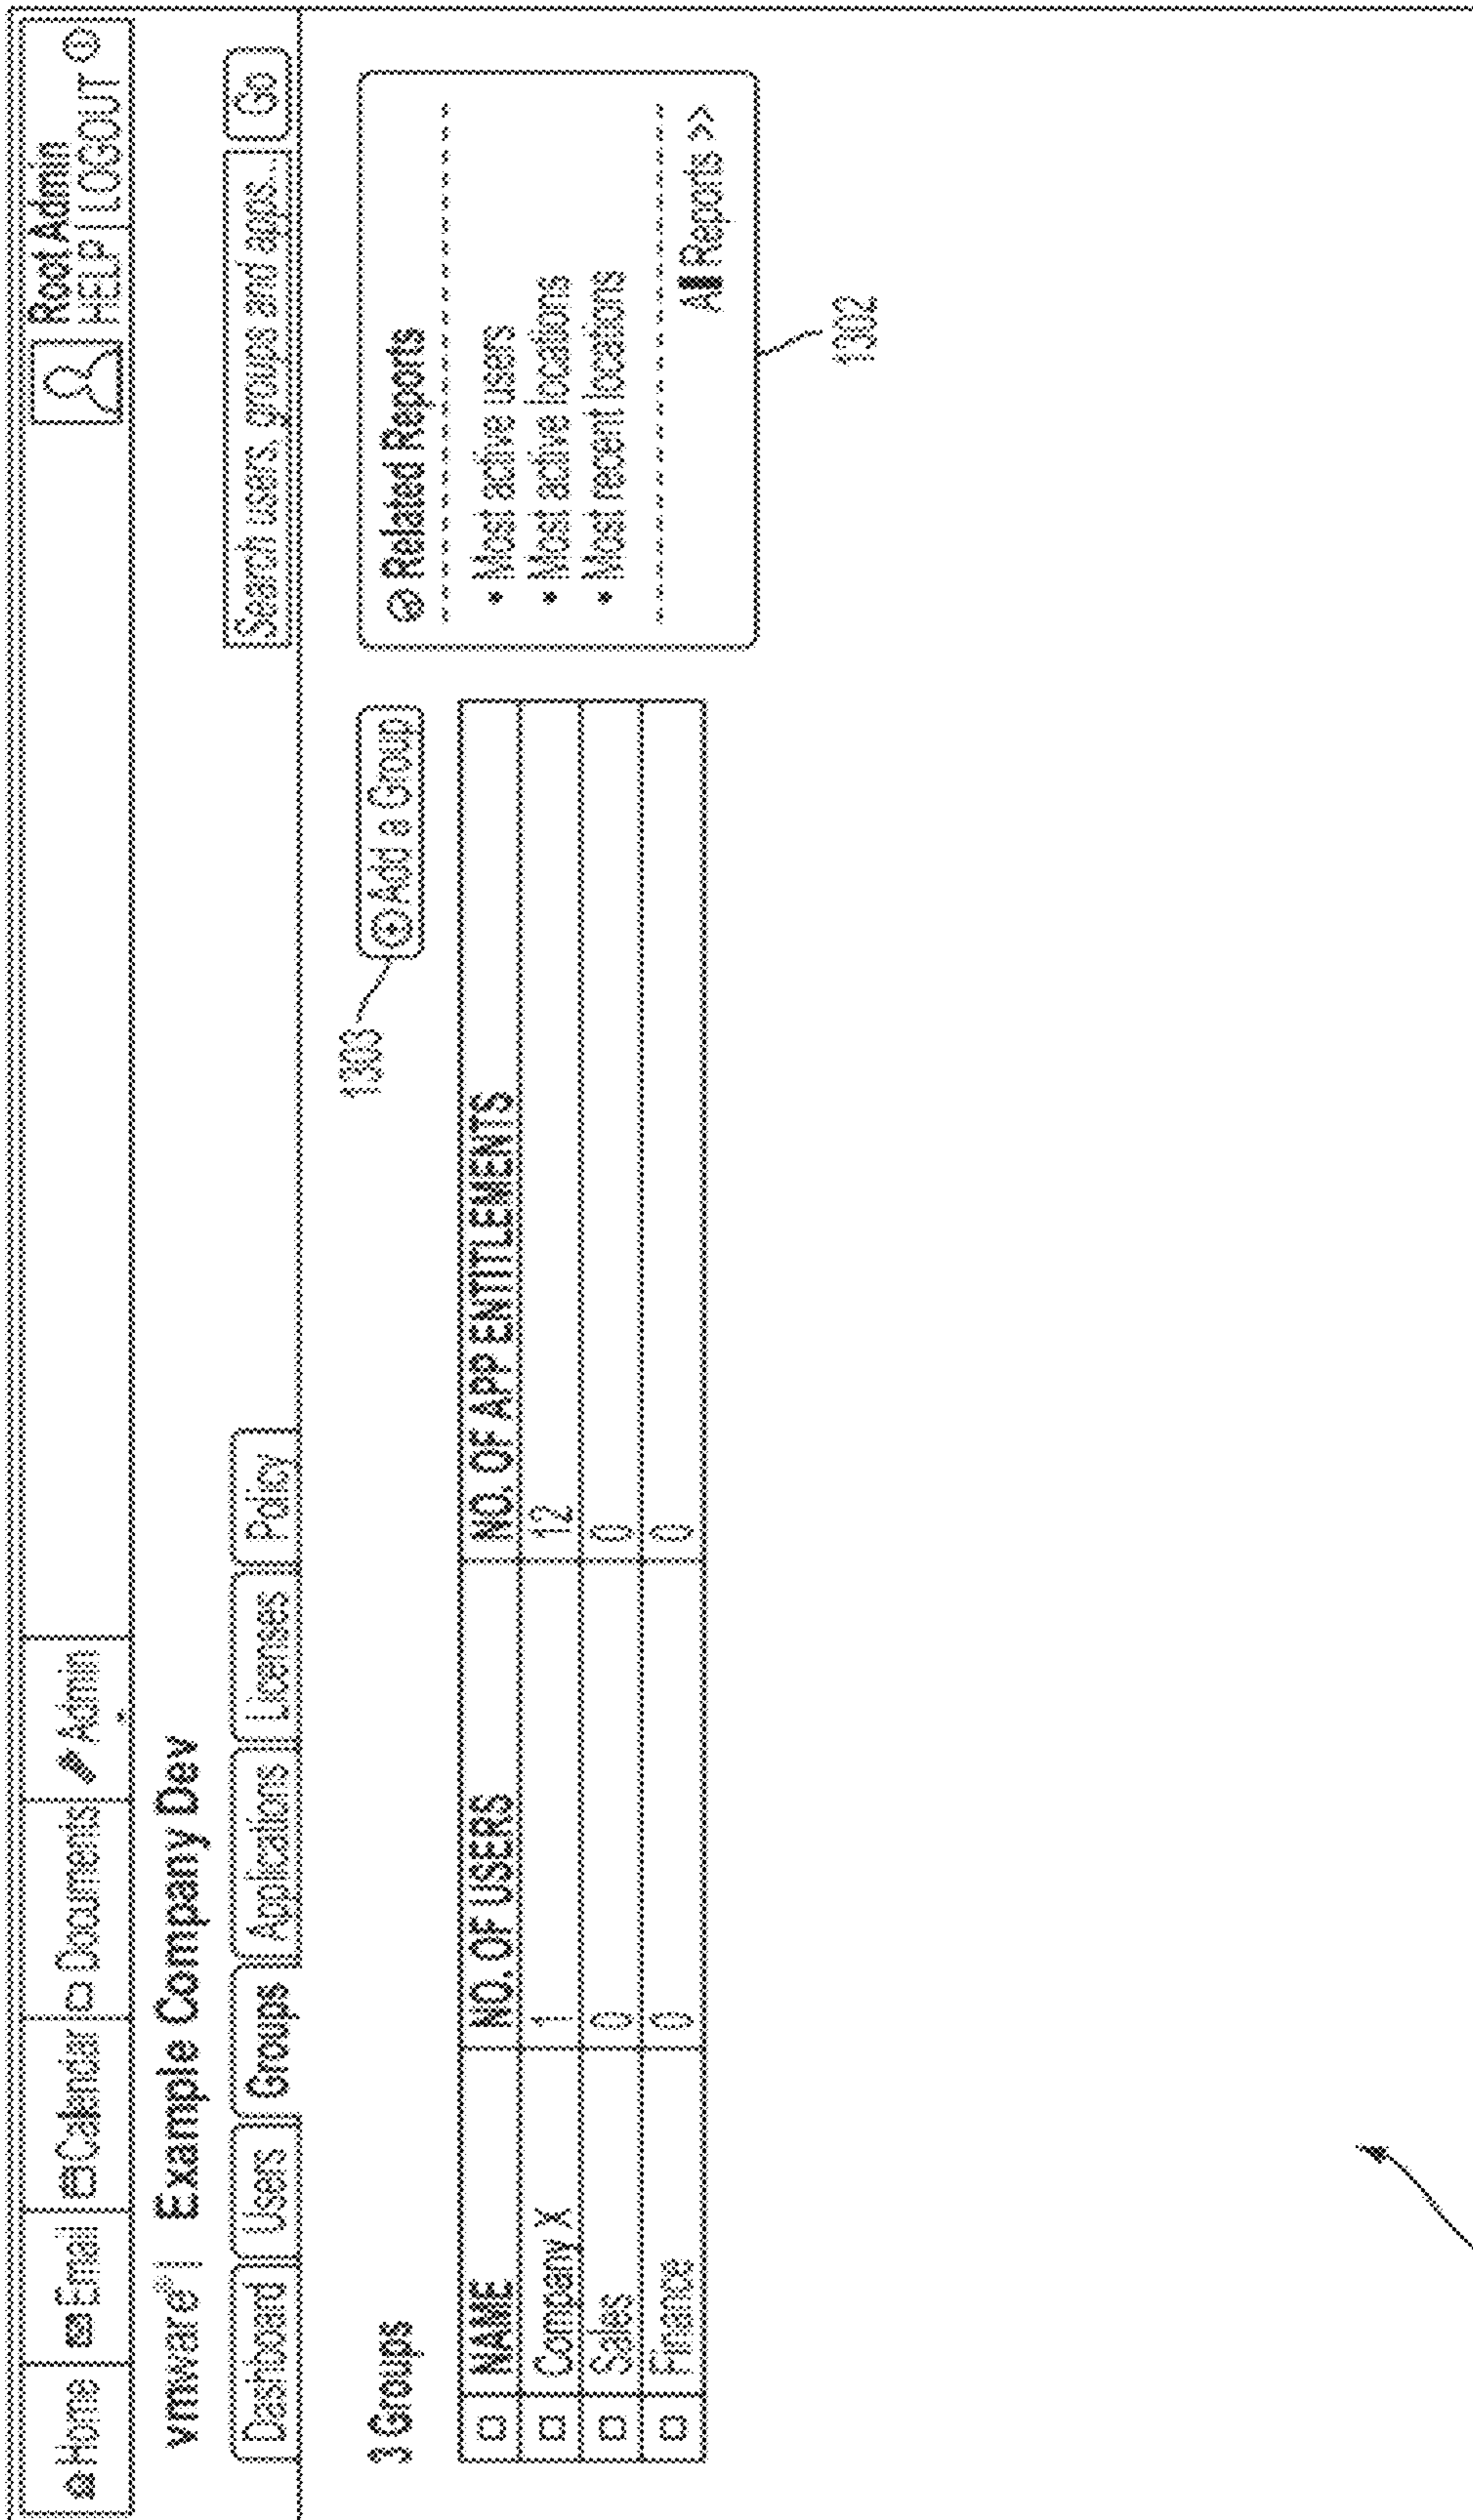 Home Email Calendar Documents Admin Root Admin
HELP | LOGOUT
vmware® | Example Company Dev
Dashboard Users Groups Applications Licenses Policy Search users, groups and apps... Go
3 Groups
Add a Group
NAME NO. OF USERS NO. OF APP ENTITLEMENTS
Company X 1 12
Sales 0 0
Finance 0 0
Related Reports
• Most active users
• Most active locations
• Most recent locations
All Reports >>
1302